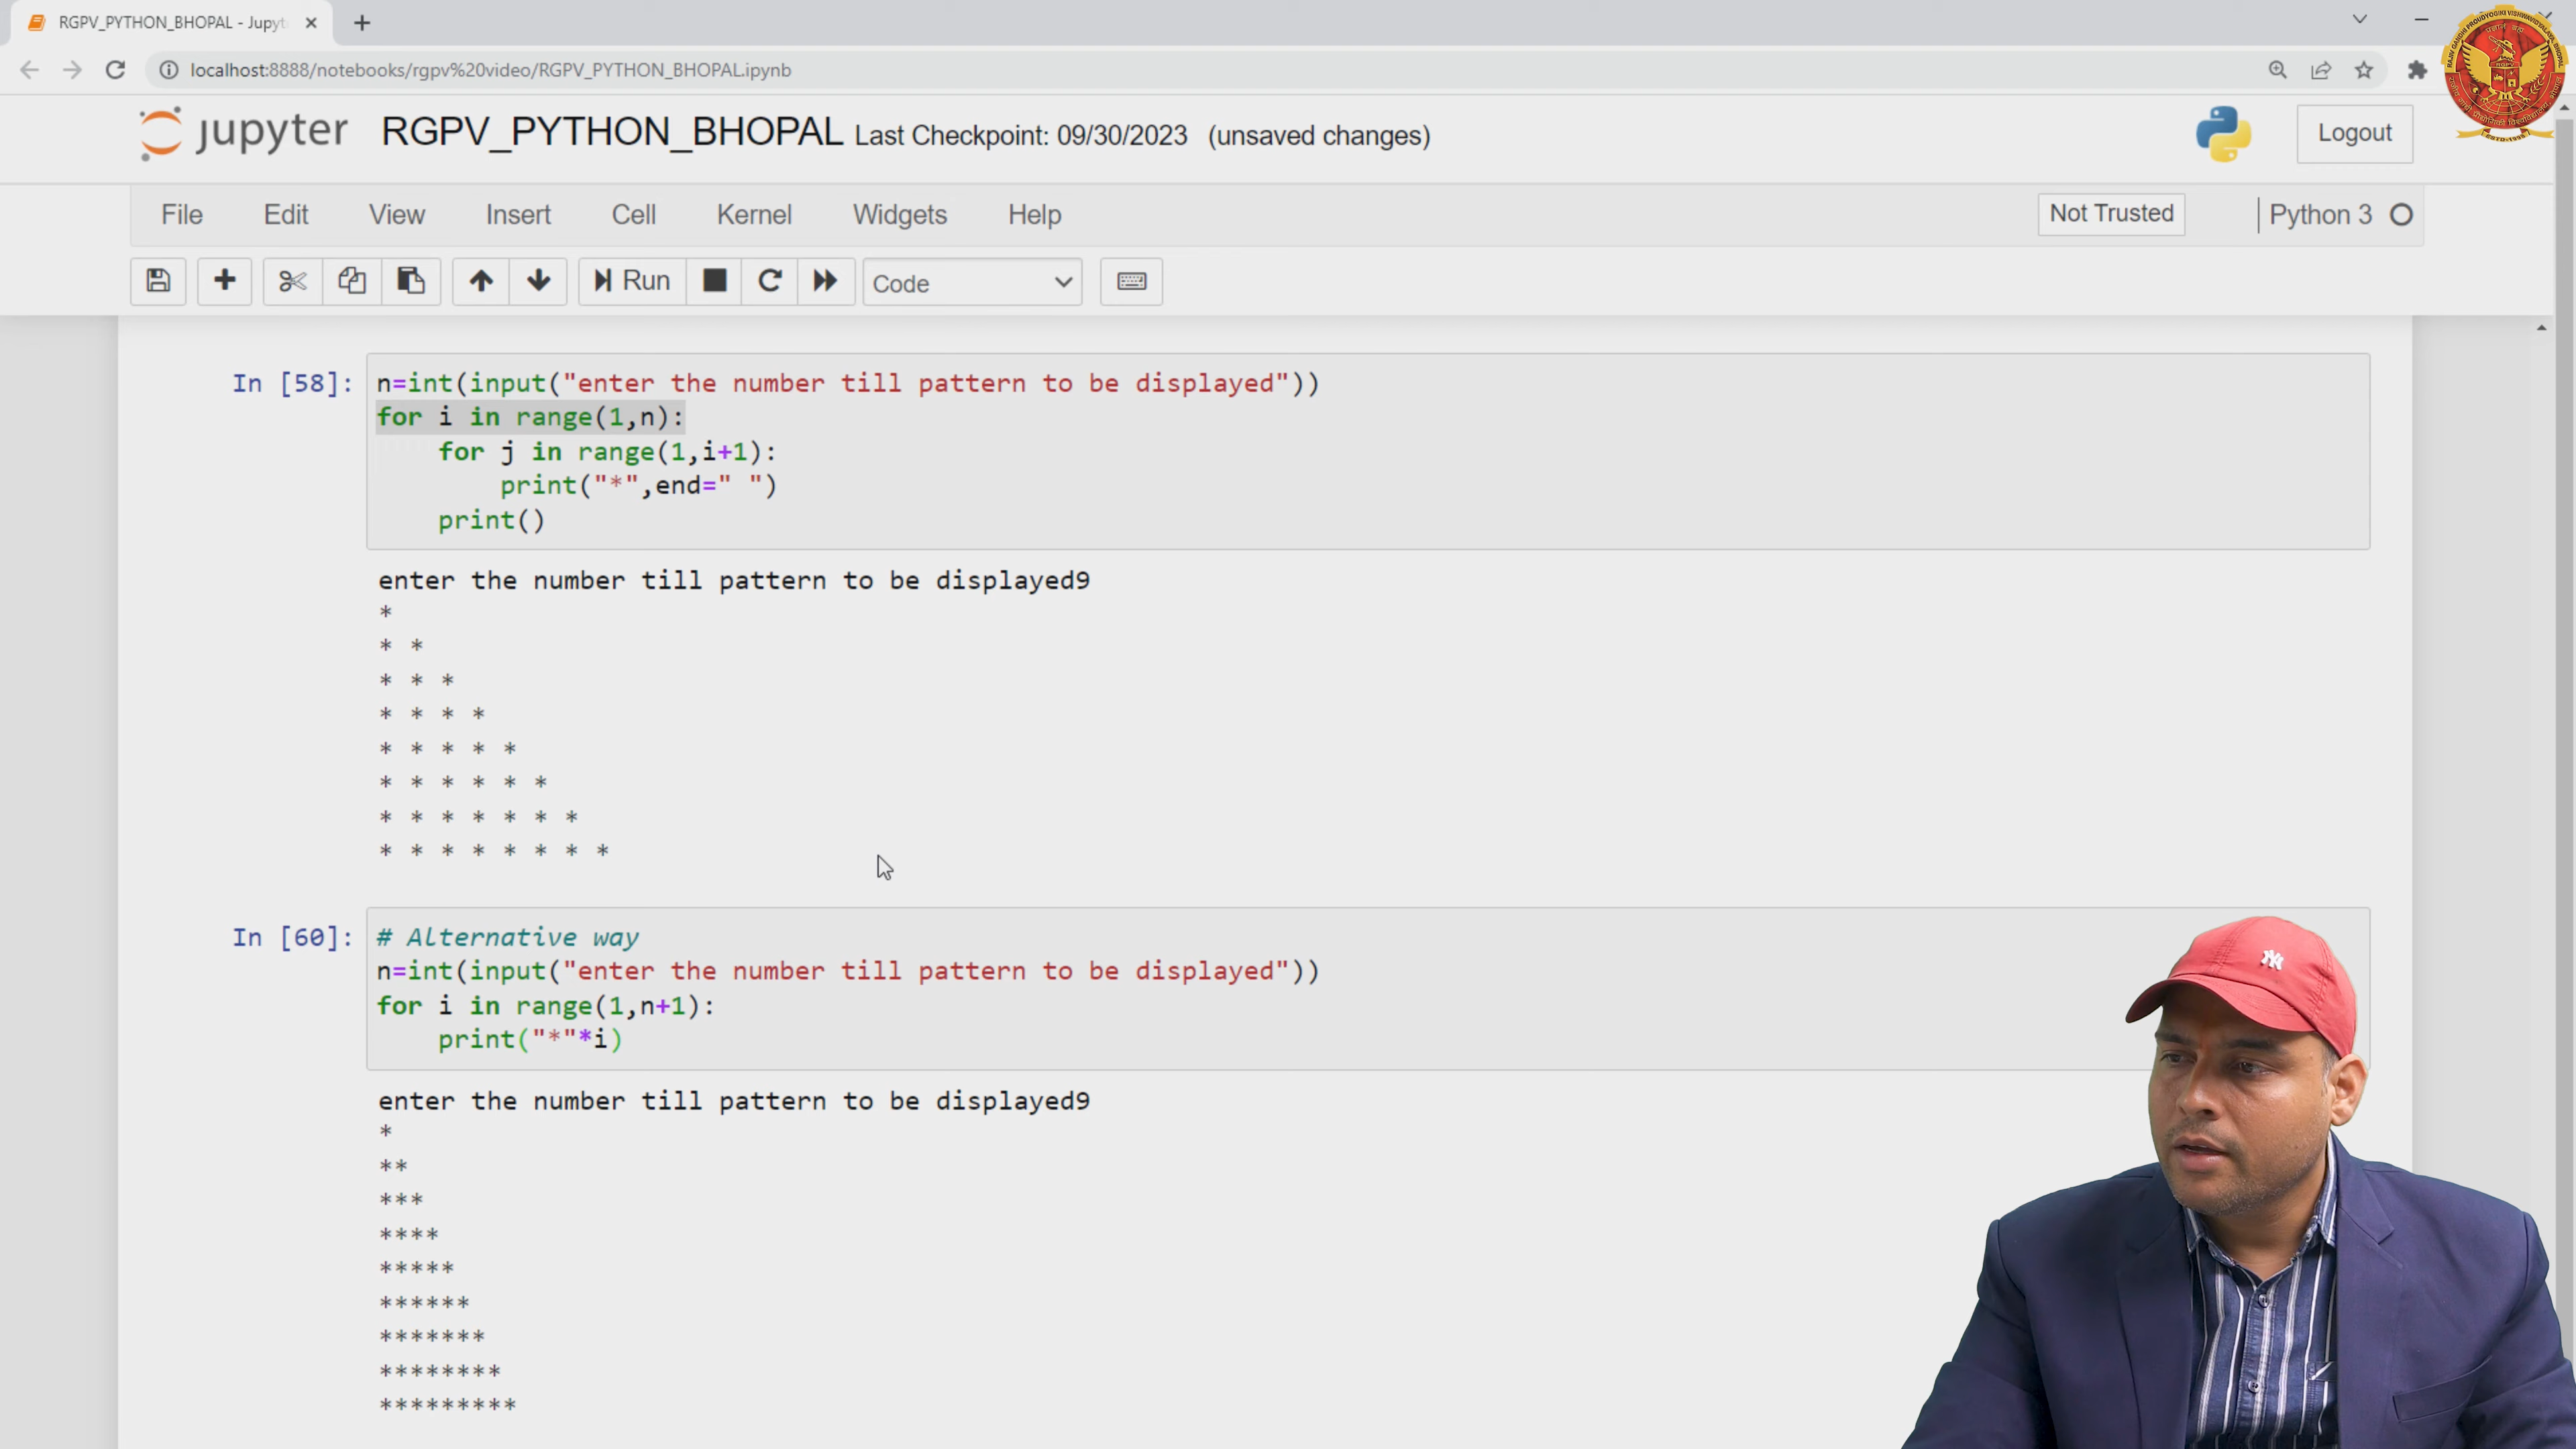 RGPV_PYTHON_BHOPAL - Jupyt
localhost:8888/notebooks/rgpv%20video/RGPV_PYTHON_BHOPAL.ipynb
jupyter RGPV_PYTHON_BHOPAL Last Checkpoint: 09/30/2023 (unsaved changes)
Logout
File Edit View Insert Cell Kernel Widgets Help
Not Trusted
Python 3
Run
Code
In [58]: n=int(input("enter the number till pattern to be displayed"))
for i in range(1,n):
    for j in range(1,i+1):
        print("*",end=" ")
    print()
enter the number till pattern to be displayed9
*
* *
* * *
* * * *
* * * * *
* * * * * *
* * * * * * *
* * * * * * * *
In [60]: # Alternative way
n=int(input("enter the number till pattern to be displayed"))
for i in range(1,n+1):
    print("*"*i)
enter the number till pattern to be displayed9
*
**
***
****
*****
******
*******
********
*********